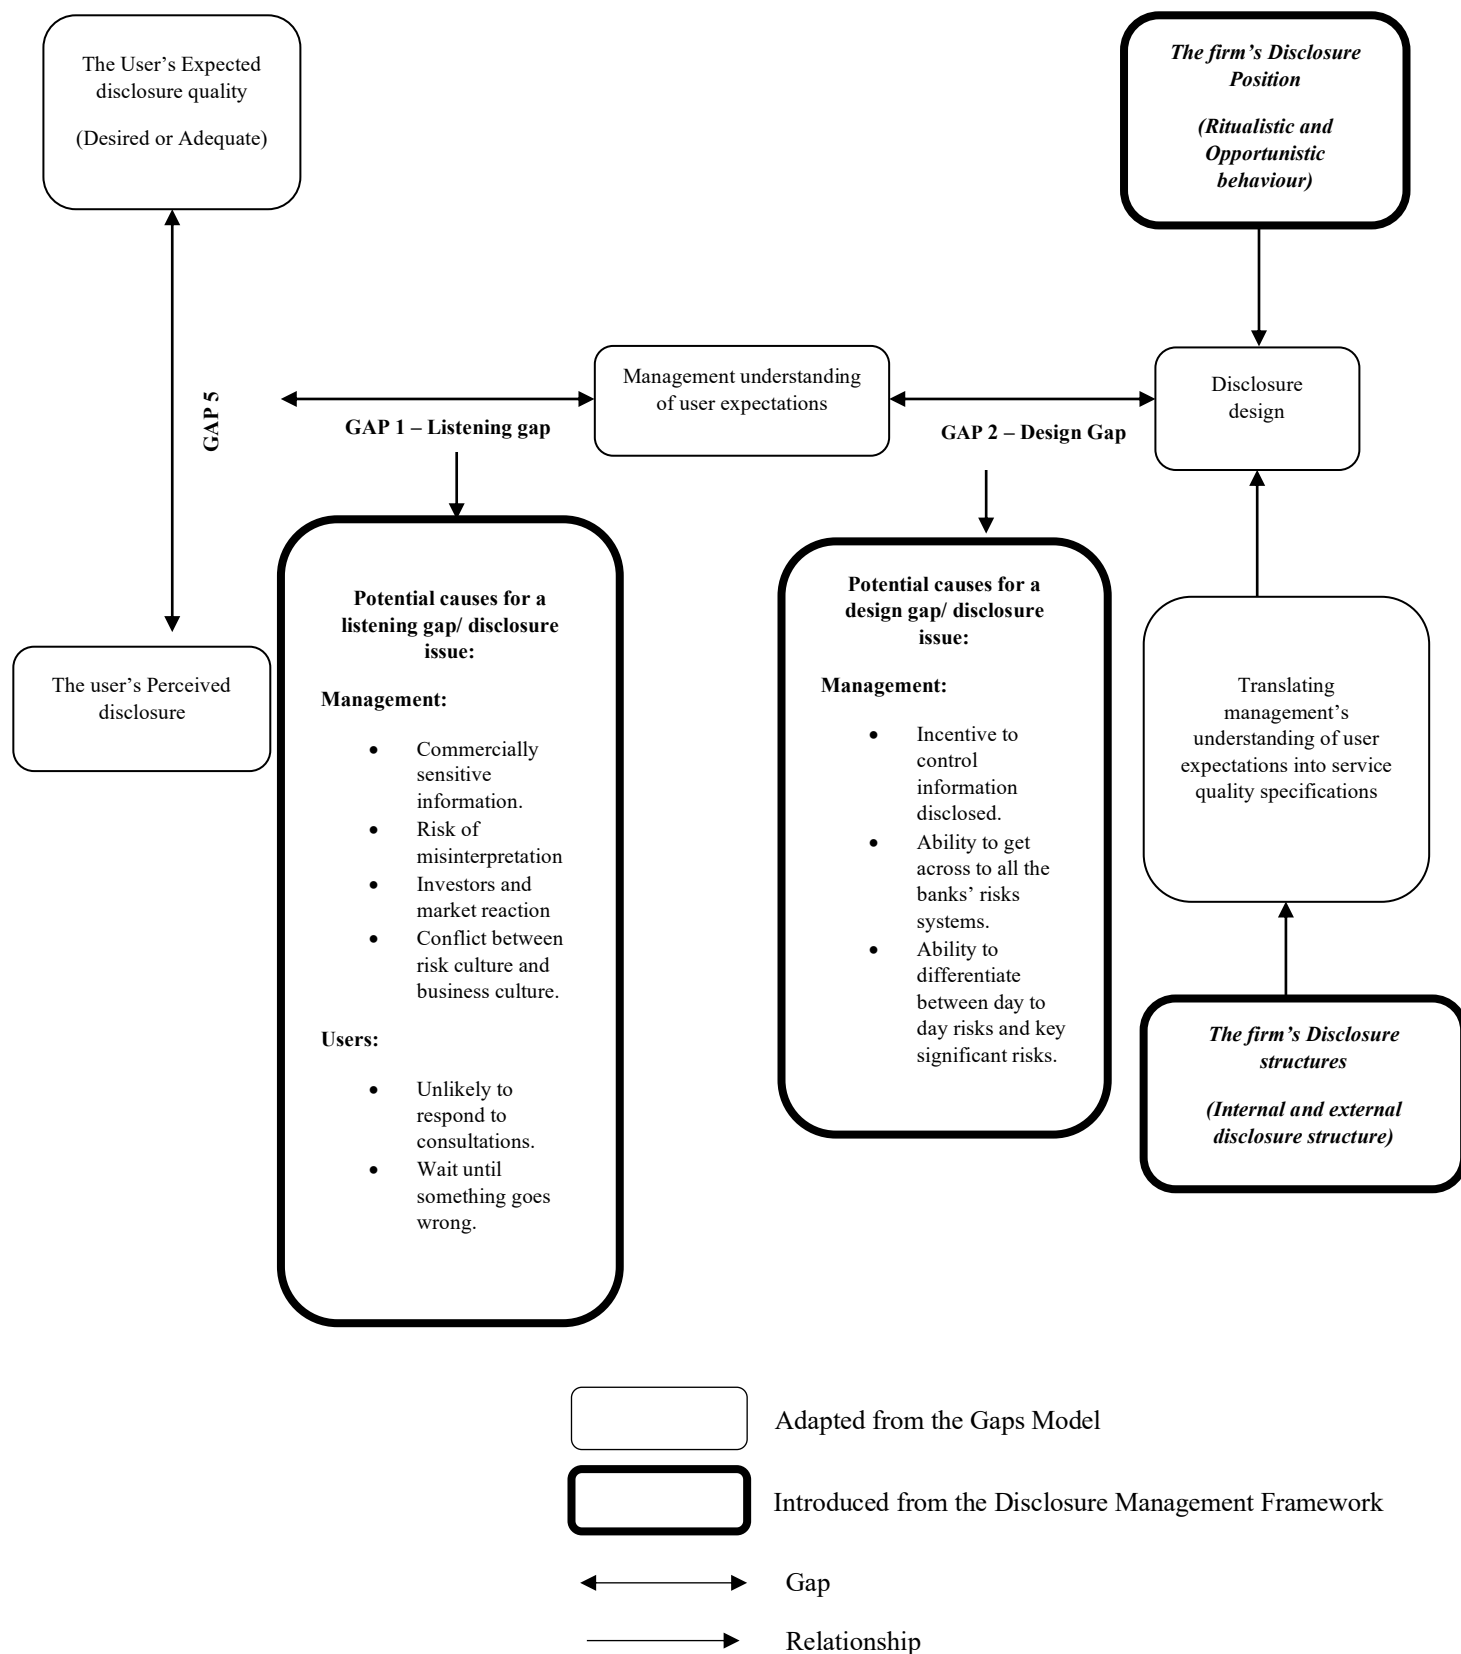 The User’s Expected
disclosure quality
(Desired or Adequate)
The firm’s Disclosure
Position
(Ritualistic and
Opportunistic
behaviour)
GAP 5
GAP 1 – Listening gap
Management understanding
of user expectations
GAP 2 – Design Gap
Disclosure
design
The user’s Perceived
disclosure
Potential causes for a
listening gap/ disclosure
issue:
Management:
• Commercially
sensitive
information.
• Risk of
misinterpretation
• Investors and
market reaction
• Conflict between
risk culture and
business culture.
Users:
• Unlikely to
respond to
consultations.
• Wait until
something goes
wrong.
Potential causes for a
design gap/ disclosure
issue:
Management:
• Incentive to
control
information
disclosed.
• Ability to get
across to all the
banks’ risks
systems.
• Ability to
differentiate
between day to
day risks and key
significant risks.
Translating
management’s
understanding of user
expectations into service
quality specifications
The firm’s Disclosure
structures
(Internal and external
disclosure structure)
Adapted from the Gaps Model
Introduced from the Disclosure Management Framework
Gap
Relationship